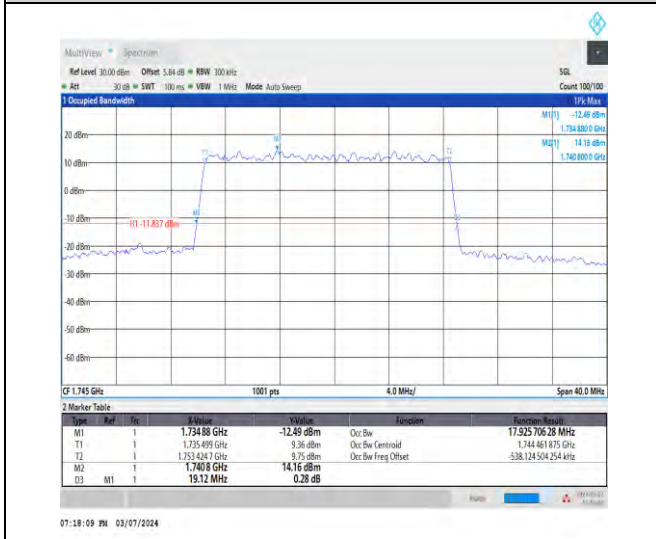 MultiView Spectrum
Ref Level 30.00 dBm Offset 5.84 dB RBW 300 kHz SGL
Att 30 dB SWT 100 ms VBW 1 MHz Mode Auto Sweep Count 100/100
1 Occupied Bandwidth 1Pk Max
M1[1] -12.49 dBm
1.734 880 0 GHz
20 dBm
M2[1] 14.16 dBm
1.740 800 0 GHz
M2
T1
T2
10 dBm
0 dBm
-10 dBm
M1
D3
H1 -11.837 dBm
-20 dBm
-30 dBm
-40 dBm
-50 dBm
-60 dBm
CF 1.745 GHz 1001 pts 4.0 MHz/ Span 40.0 MHz
2 Marker Table
Type Ref Trc X-Value Y-Value Function Function Result
M1 1 1.734 88 GHz -12.49 dBm Occ Bw 17.925 706 28 MHz
T1 1 1.735 499 GHz 9.36 dBm Occ Bw Centroid 1.744 461 875 GHz
T2 1 1.753 424 7 GHz 9.75 dBm Occ Bw Freq Offset -538.124 504 254 kHz
M2 1 1.740 8 GHz 14.16 dBm
D3 M1 1 19.12 MHz 0.28 dB
07:18:09 PM 03/07/2024